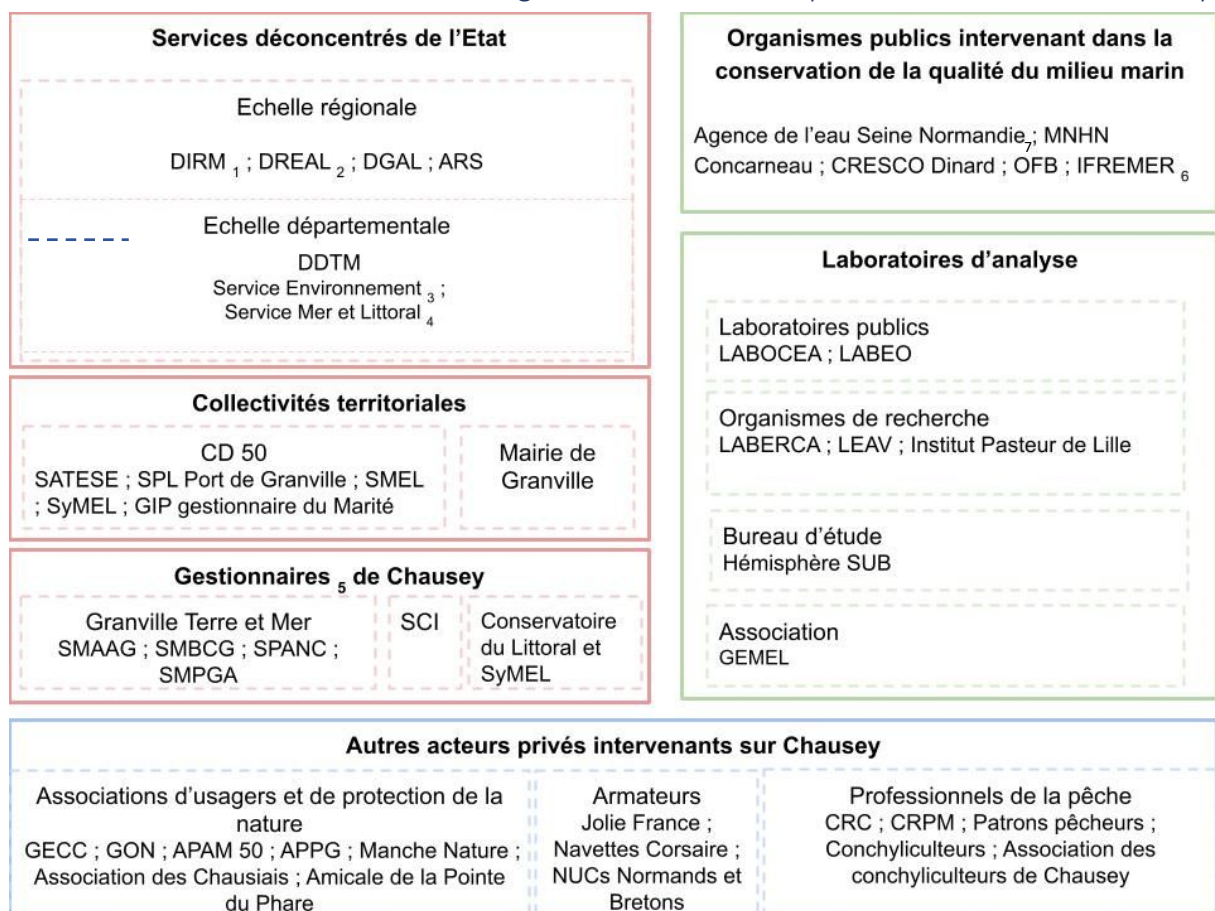 Services déconcentrés de l'Etat
Echelle régionale
DIRM 1 ; DREAL 2 ; DGAL ; ARS
Echelle départementale
DDTM
Service Environnement 3 ;
Service Mer et Littoral 4
Collectivités territoriales
CD 50
SATESE ; SPL Port de Granville ; SMEL
; SyMEL ; GIP gestionnaire du Marité
Mairie de
Granville
Gestionnaires 5 de Chausey
Granville Terre et Mer
SMAAG ; SMBCG ; SPANC ;
SMPGA
SCI
Conservatoire
du Littoral et
SyMEL
Organismes publics intervenant dans la
conservation de la qualité du milieu marin
Agence de l'eau Seine Normandie 7 ; MNHN
Concarneau ; CRESCO Dinard ; OFB ; IFREMER 6
Laboratoires d'analyse
Laboratoires publics
LABOCEA ; LABEO
Organismes de recherche
LABERCA ; LEAV ; Institut Pasteur de Lille
Bureau d'étude
Hémisphère SUB
Association
GEMEL
Autres acteurs privés intervenants sur Chausey
Associations d'usagers et de protection de la
nature
GECC ; GON ; APAM 50 ; APPG ; Manche Nature ;
Association des Chausiais ; Amicale de la Pointe
du Phare
Armateurs
Jolie France ;
Navettes Corsaire ;
NUCs Normands et
Bretons
Professionnels de la pêche
CRC ; CRPM ; Patrons pêcheurs ;
Conchyliculteurs ; Association des
conchyliculteurs de Chausey